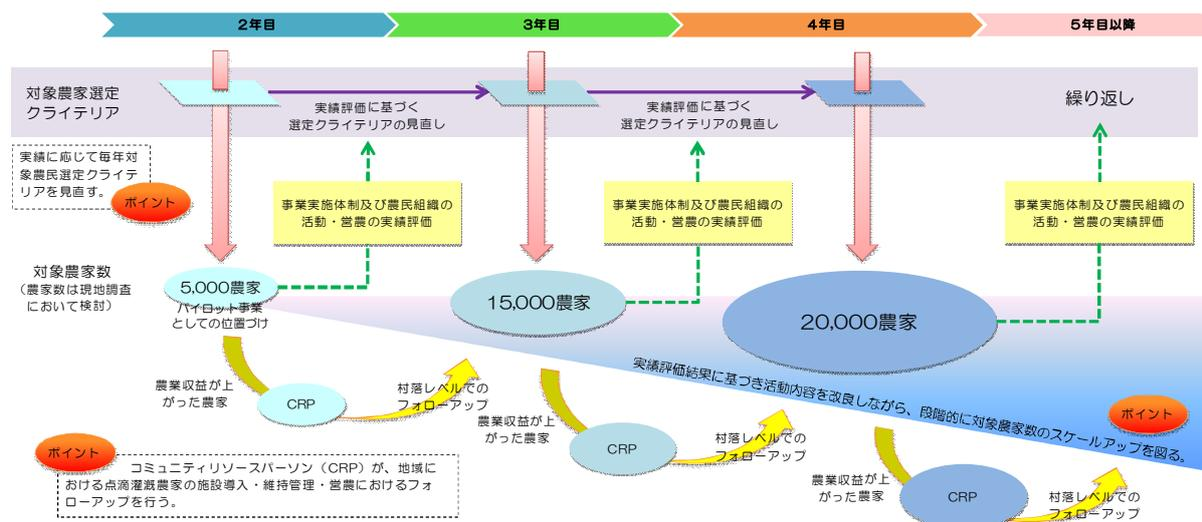 2年目
3年目
4年目
5年目以降
対象農家選定
クライテリア
実績評価に基づく
選定クライテリアの見直し
実績評価に基づく
選定クライテリアの見直し
繰り返し
実績に応じて毎年対
象農民選定クライテ
リアを見直す。
ポイント
事業実施体制及び農民組織の
活動・営農の実績評価
事業実施体制及び農民組織の
活動・営農の実績評価
事業実施体制及び農民組織の
活動・営農の実績評価
対象農家数
（農家数は現地調査
において検討）
5,000農家
パイロット事業
としての位置づけ
15,000農家
20,000農家
実績評価結果に基づき活動内容を改良しながら、段階的に対象農家数のスケールアップを図る。
ポイント
農業収益が上
がった農家
CRP
村落レベルでの
フォローアップ
農業収益が上
がった農家
CRP
村落レベルでの
フォローアップ
農業収益が上
がった農家
CRP
村落レベルでの
フォローアップ
ポイント
コミュニティリソースパーソン（CRP）が、地域に
おける点滴灌漑農家の施設導入・維持管理・営農におけるフォ
ローアップを行う。